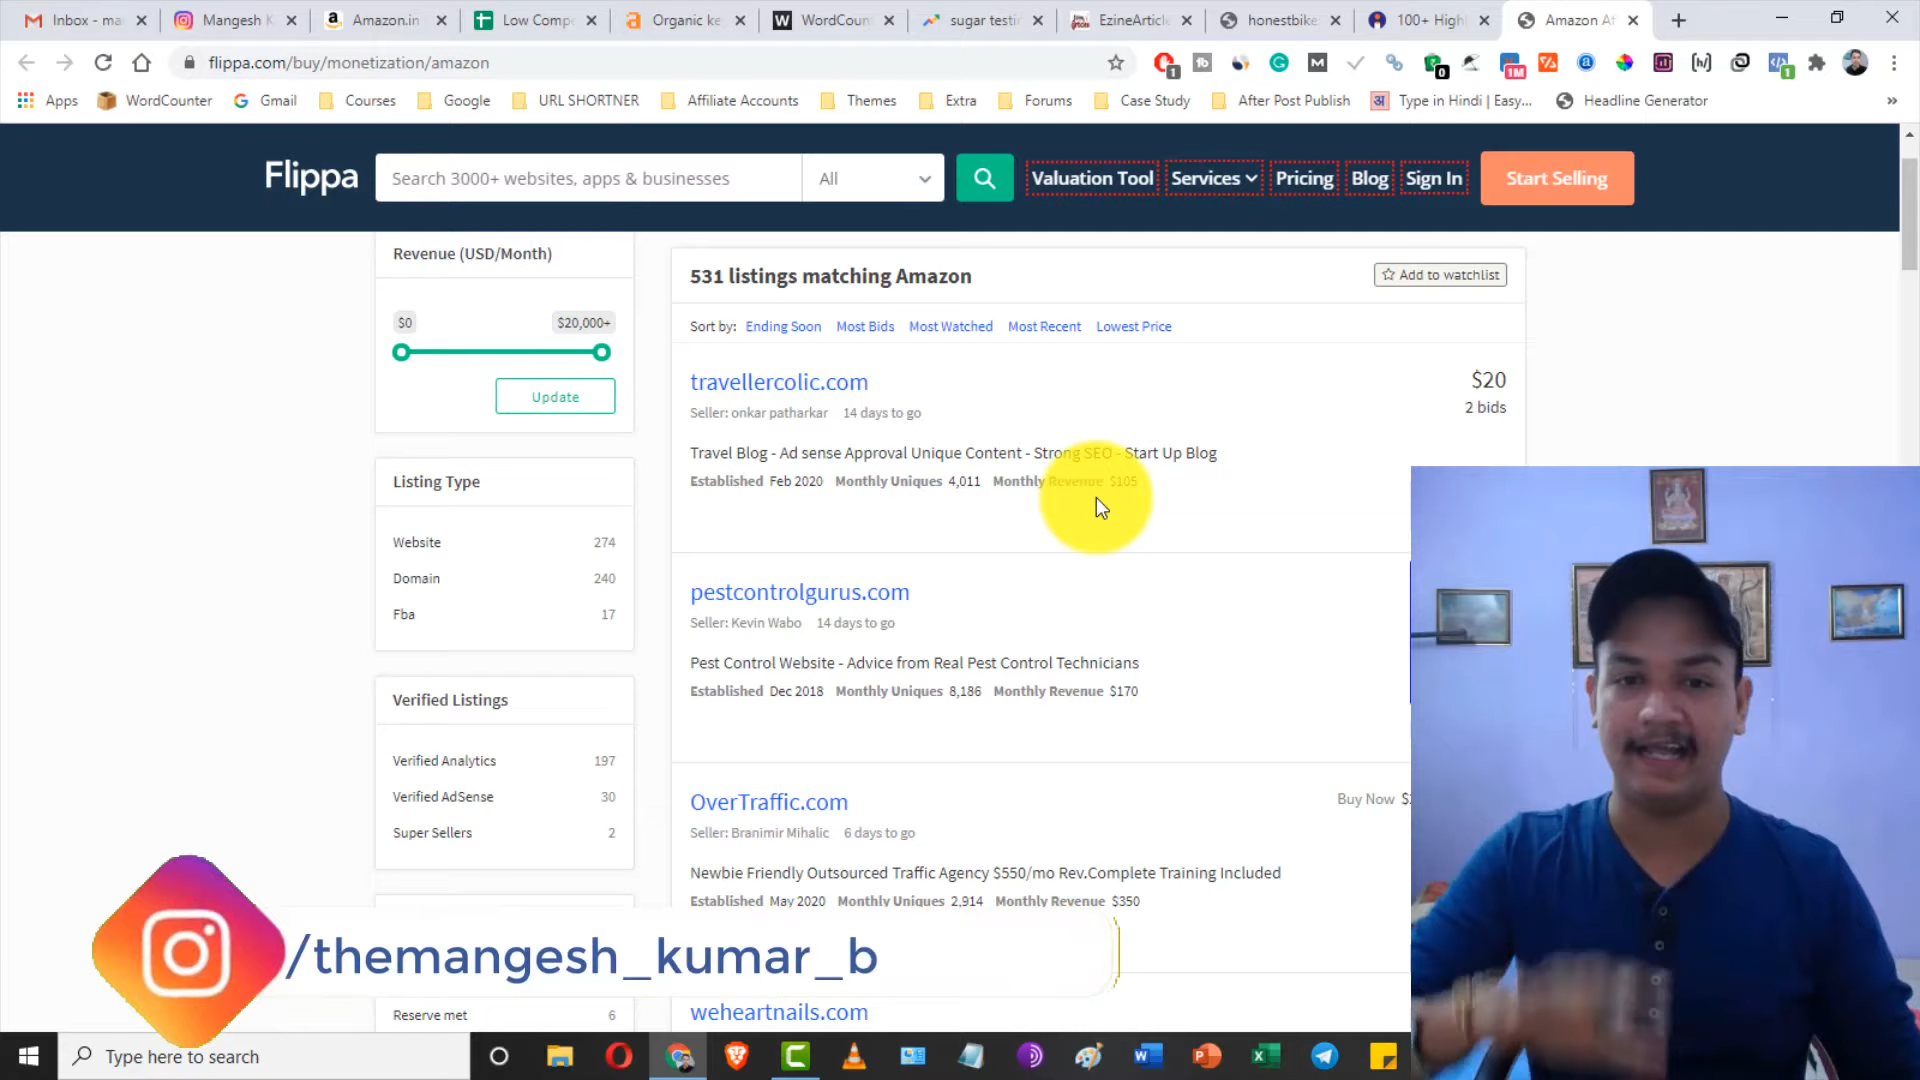 Inbox - ma
Mangesh K
Amazon.in
Low Comp
Organic ke
WordCoun
sugar testi
EzineArticle
honestbike
100+ High
Amazon Af
flippa.com/buy/monetization/amazon
Apps
WordCounter
Gmail
Courses
Google
URL SHORTNER
Affiliate Accounts
Themes
Extra
Forums
Case Study
After Post Publish
Type in Hindi | Easy...
Headline Generator
Flippa
Search 3000+ websites, apps & businesses
All
Valuation Tool
Services
Pricing
Blog
Sign In
Start Selling
Revenue (USD/Month)
$0
$20,000+
Update
Listing Type
Website 274
Domain 240
Fba 17
Verified Listings
Verified Analytics 197
Verified AdSense 30
Super Sellers 2
Reserve met 6
531 listings matching Amazon
Add to watchlist
Sort by: Ending Soon Most Bids Most Watched Most Recent Lowest Price
travellercolic.com
$20
Seller: onkar patharkar 14 days to go
2 bids
Travel Blog - Ad sense Approval Unique Content - Strong SEO - Start Up Blog
Established Feb 2020 Monthly Uniques 4,011 Monthly Revenue $105
pestcontrolgurus.com
Seller: Kevin Wabo 14 days to go
Pest Control Website - Advice from Real Pest Control Technicians
Established Dec 2018 Monthly Uniques 8,186 Monthly Revenue $170
OverTraffic.com
Buy Now
Seller: Branimir Mihalic 6 days to go
Newbie Friendly Outsourced Traffic Agency $550/mo Rev.Complete Training Included
Established May 2020 Monthly Uniques 2,914 Monthly Revenue $350
weheartnails.com
/themangesh_kumar_b
Type here to search